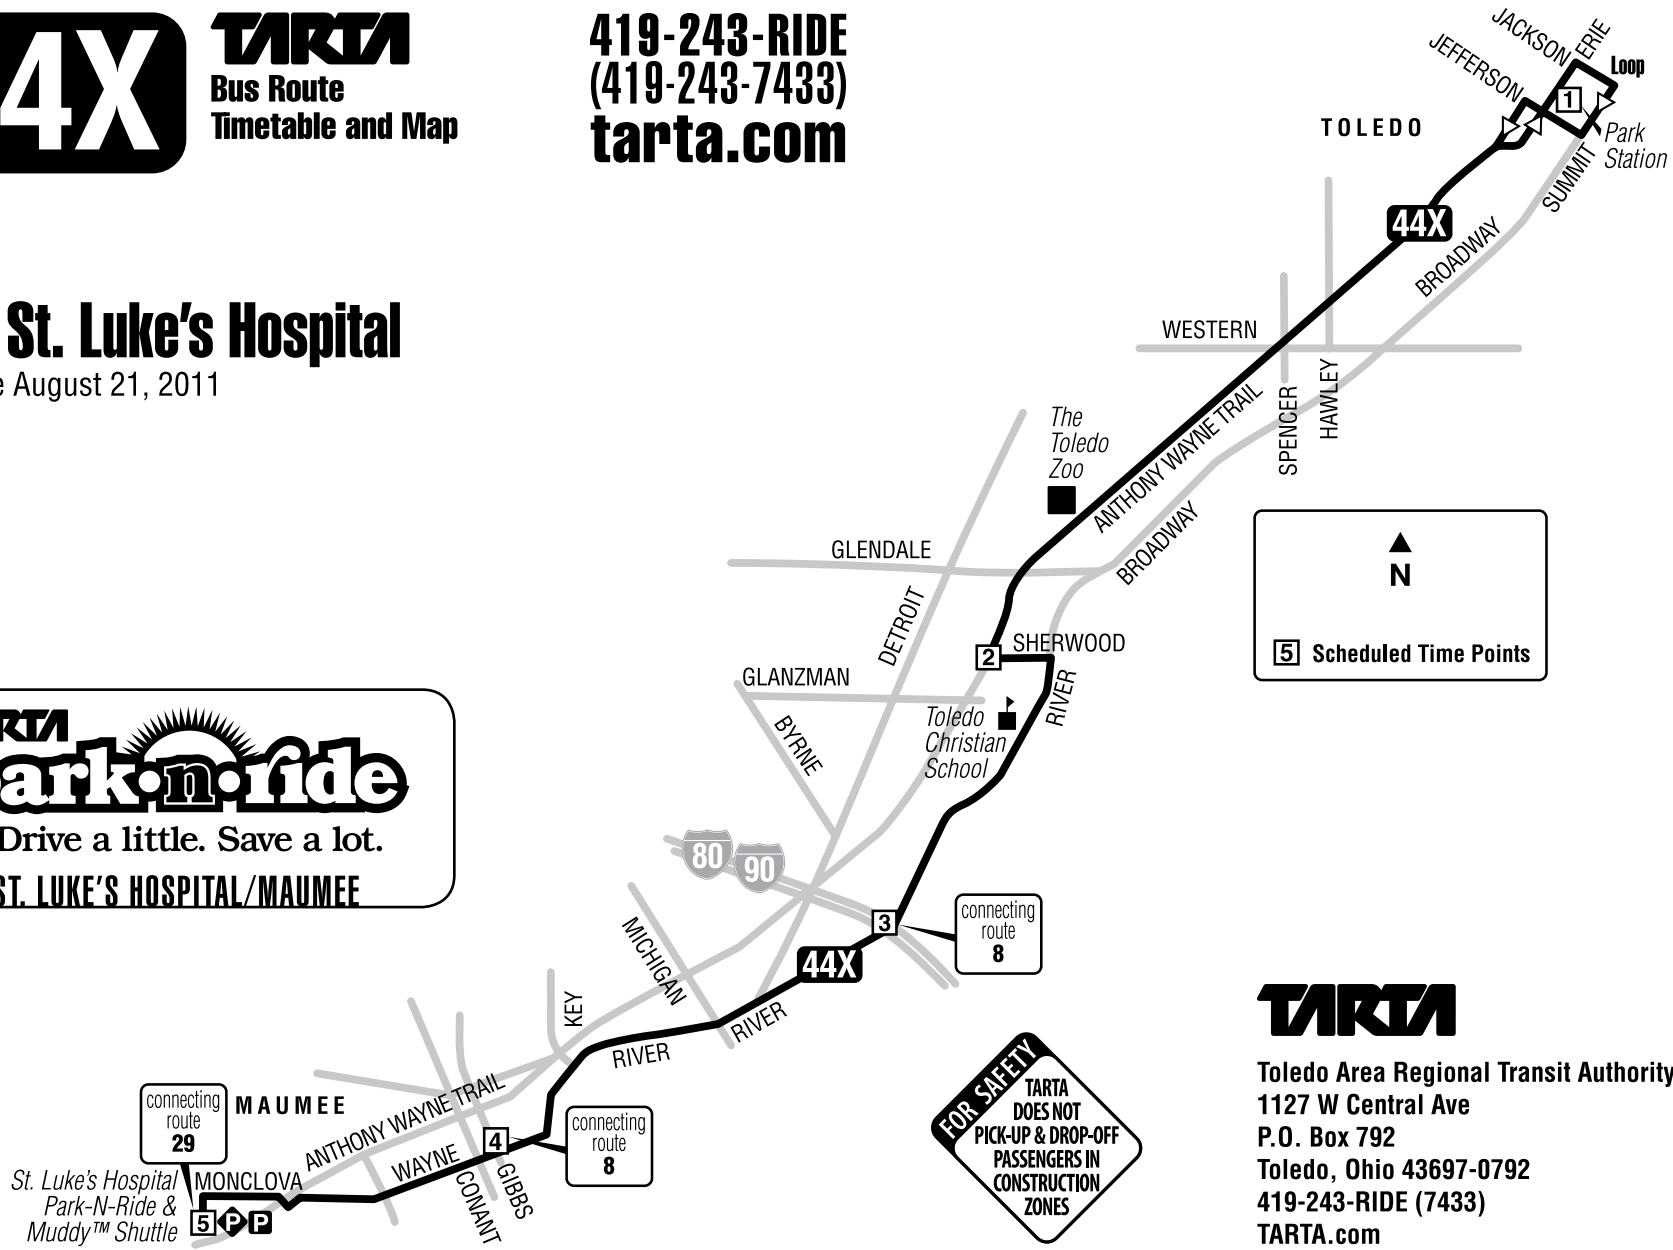 4X
TARTA
Bus Route
Timetable and Map
419-243-RIDE
(419-243-7433)
tarta.com
St. Luke's Hospital
e August 21, 2011
JACKSON
ERIE
JEFFERSON
Loop
1
TOLEDO
Park
Station
SUMMIT
44X
BROADWAY
WESTERN
SPENCER
HAWLEY
The
Toledo
Zoo
ANTHONY WAYNE TRAIL
BROADWAY
GLENDALE
DETROIT
N
5 Scheduled Time Points
2
SHERWOOD
RIVER
GLANZMAN
BYRNE
Toledo
Christian
School
RTA
ark•n•ride
Drive a little. Save a lot.
ST. LUKE'S HOSPITAL/MAUMEE
80
90
3
connecting
route
8
44X
MICHIGAN
RIVER
KEY
RIVER
connecting
route
29
MAUMEE
ANTHONY WAYNE TRAIL
4
connecting
route
8
WAYNE
CONANT
GIBBS
MONCLOVA
St. Luke's Hospital
Park-N-Ride &
Muddy™ Shuttle
5 P P
FOR SAFETY
TARTA
DOES NOT
PICK-UP & DROP-OFF
PASSENGERS IN
CONSTRUCTION
ZONES
TARTA
Toledo Area Regional Transit Authority
1127 W Central Ave
P.O. Box 792
Toledo, Ohio 43697-0792
419-243-RIDE (7433)
TARTA.com